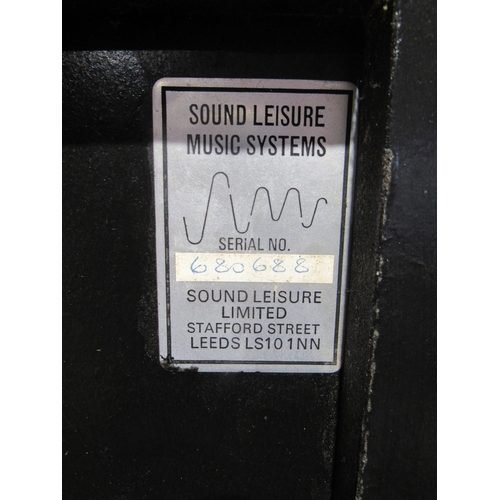 SOUND LEISURE
MUSIC SYSTEMS
SERIAL NO.
680688
SOUND LEISURE
LIMITED
STAFFORD STREET
LEEDS LS10 1NN